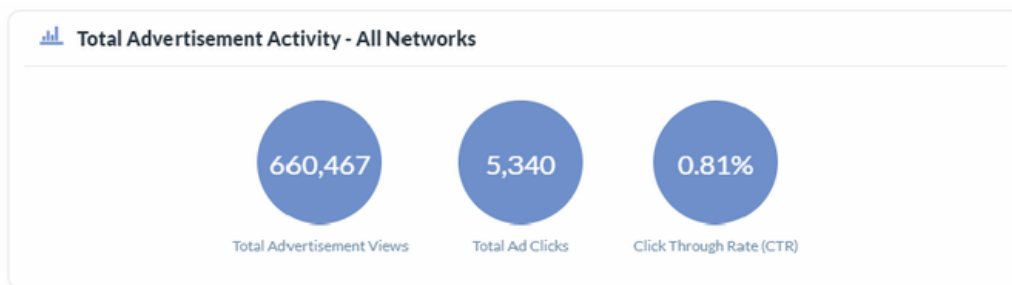 Total Advertisement Activity - All Networks
660,467
5,340
0.81%
Total Advertisement Views
Total Ad Clicks
Click Through Rate (CTR)